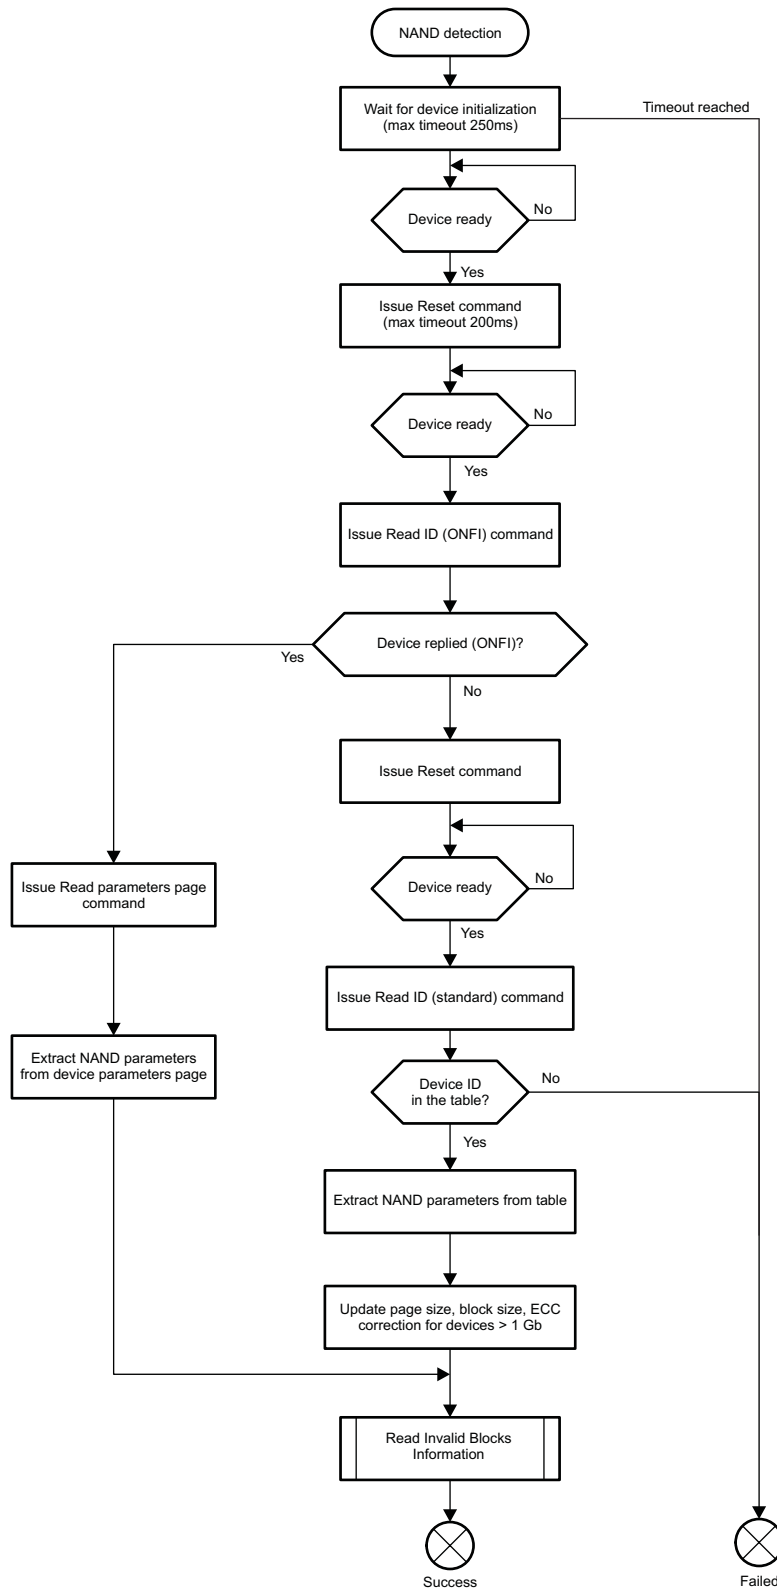 NAND detection
Wait for device initialization
(max timeout 250ms)
Timeout reached
Device ready
No
Yes
Issue Reset command
(max timeout 200ms)
Device ready
No
Yes
Issue Read ID (ONFI) command
Device replied (ONFI)?
Yes
No
Issue Reset command
Device ready
No
Yes
Issue Read parameters page
command
Issue Read ID (standard) command
Extract NAND parameters
from device parameters page
Device ID
in the table?
No
Yes
Extract NAND parameters from table
Update page size, block size, ECC
correction for devices > 1 Gb
Read Invalid Blocks
Information
Success
Failed